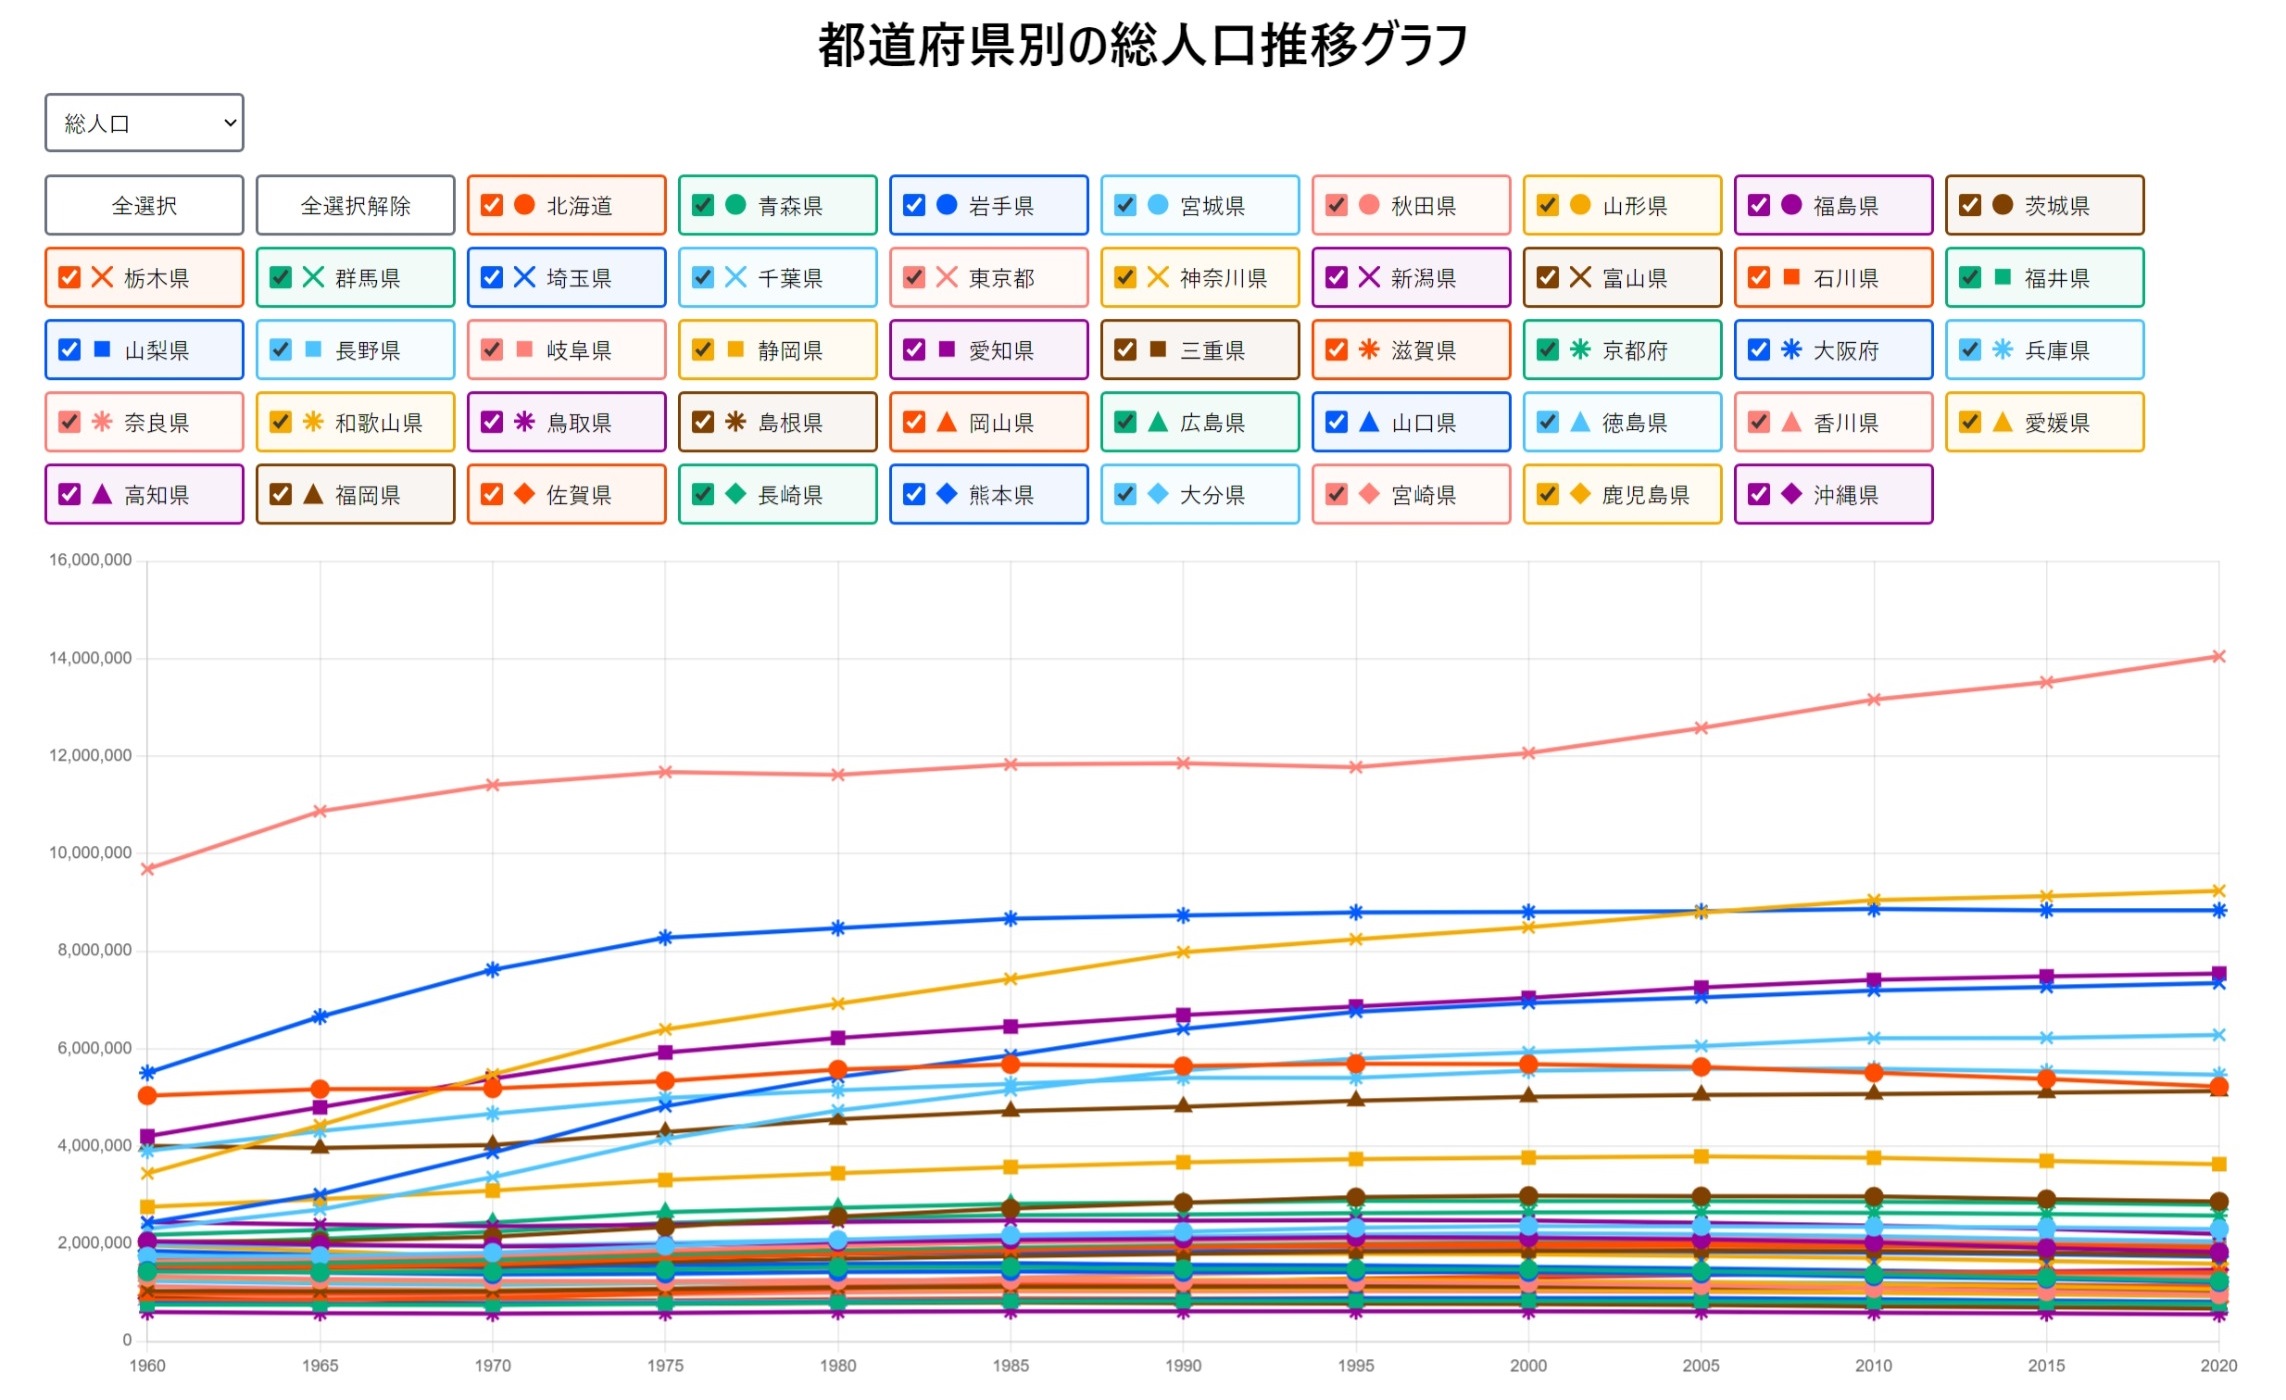 都道府県別の総人口推移グラフ
総人口
全選択 全選択解除 北海道 青森県 岩手県 宮城県 秋田県 山形県 福島県 茨城県
栃木県 群馬県 埼玉県 千葉県 東京都 神奈川県 新潟県 富山県 石川県 福井県
山梨県 長野県 岐阜県 静岡県 愛知県 三重県 滋賀県 京都府 大阪府 兵庫県
奈良県 和歌山県 鳥取県 島根県 岡山県 広島県 山口県 徳島県 香川県 愛媛県
高知県 福岡県 佐賀県 長崎県 熊本県 大分県 宮崎県 鹿児島県 沖縄県
16,000,000
14,000,000
12,000,000
10,000,000
8,000,000
6,000,000
4,000,000
2,000,000
0
1960 1965 1970 1975 1980 1985 1990 1995 2000 2005 2010 2015 2020